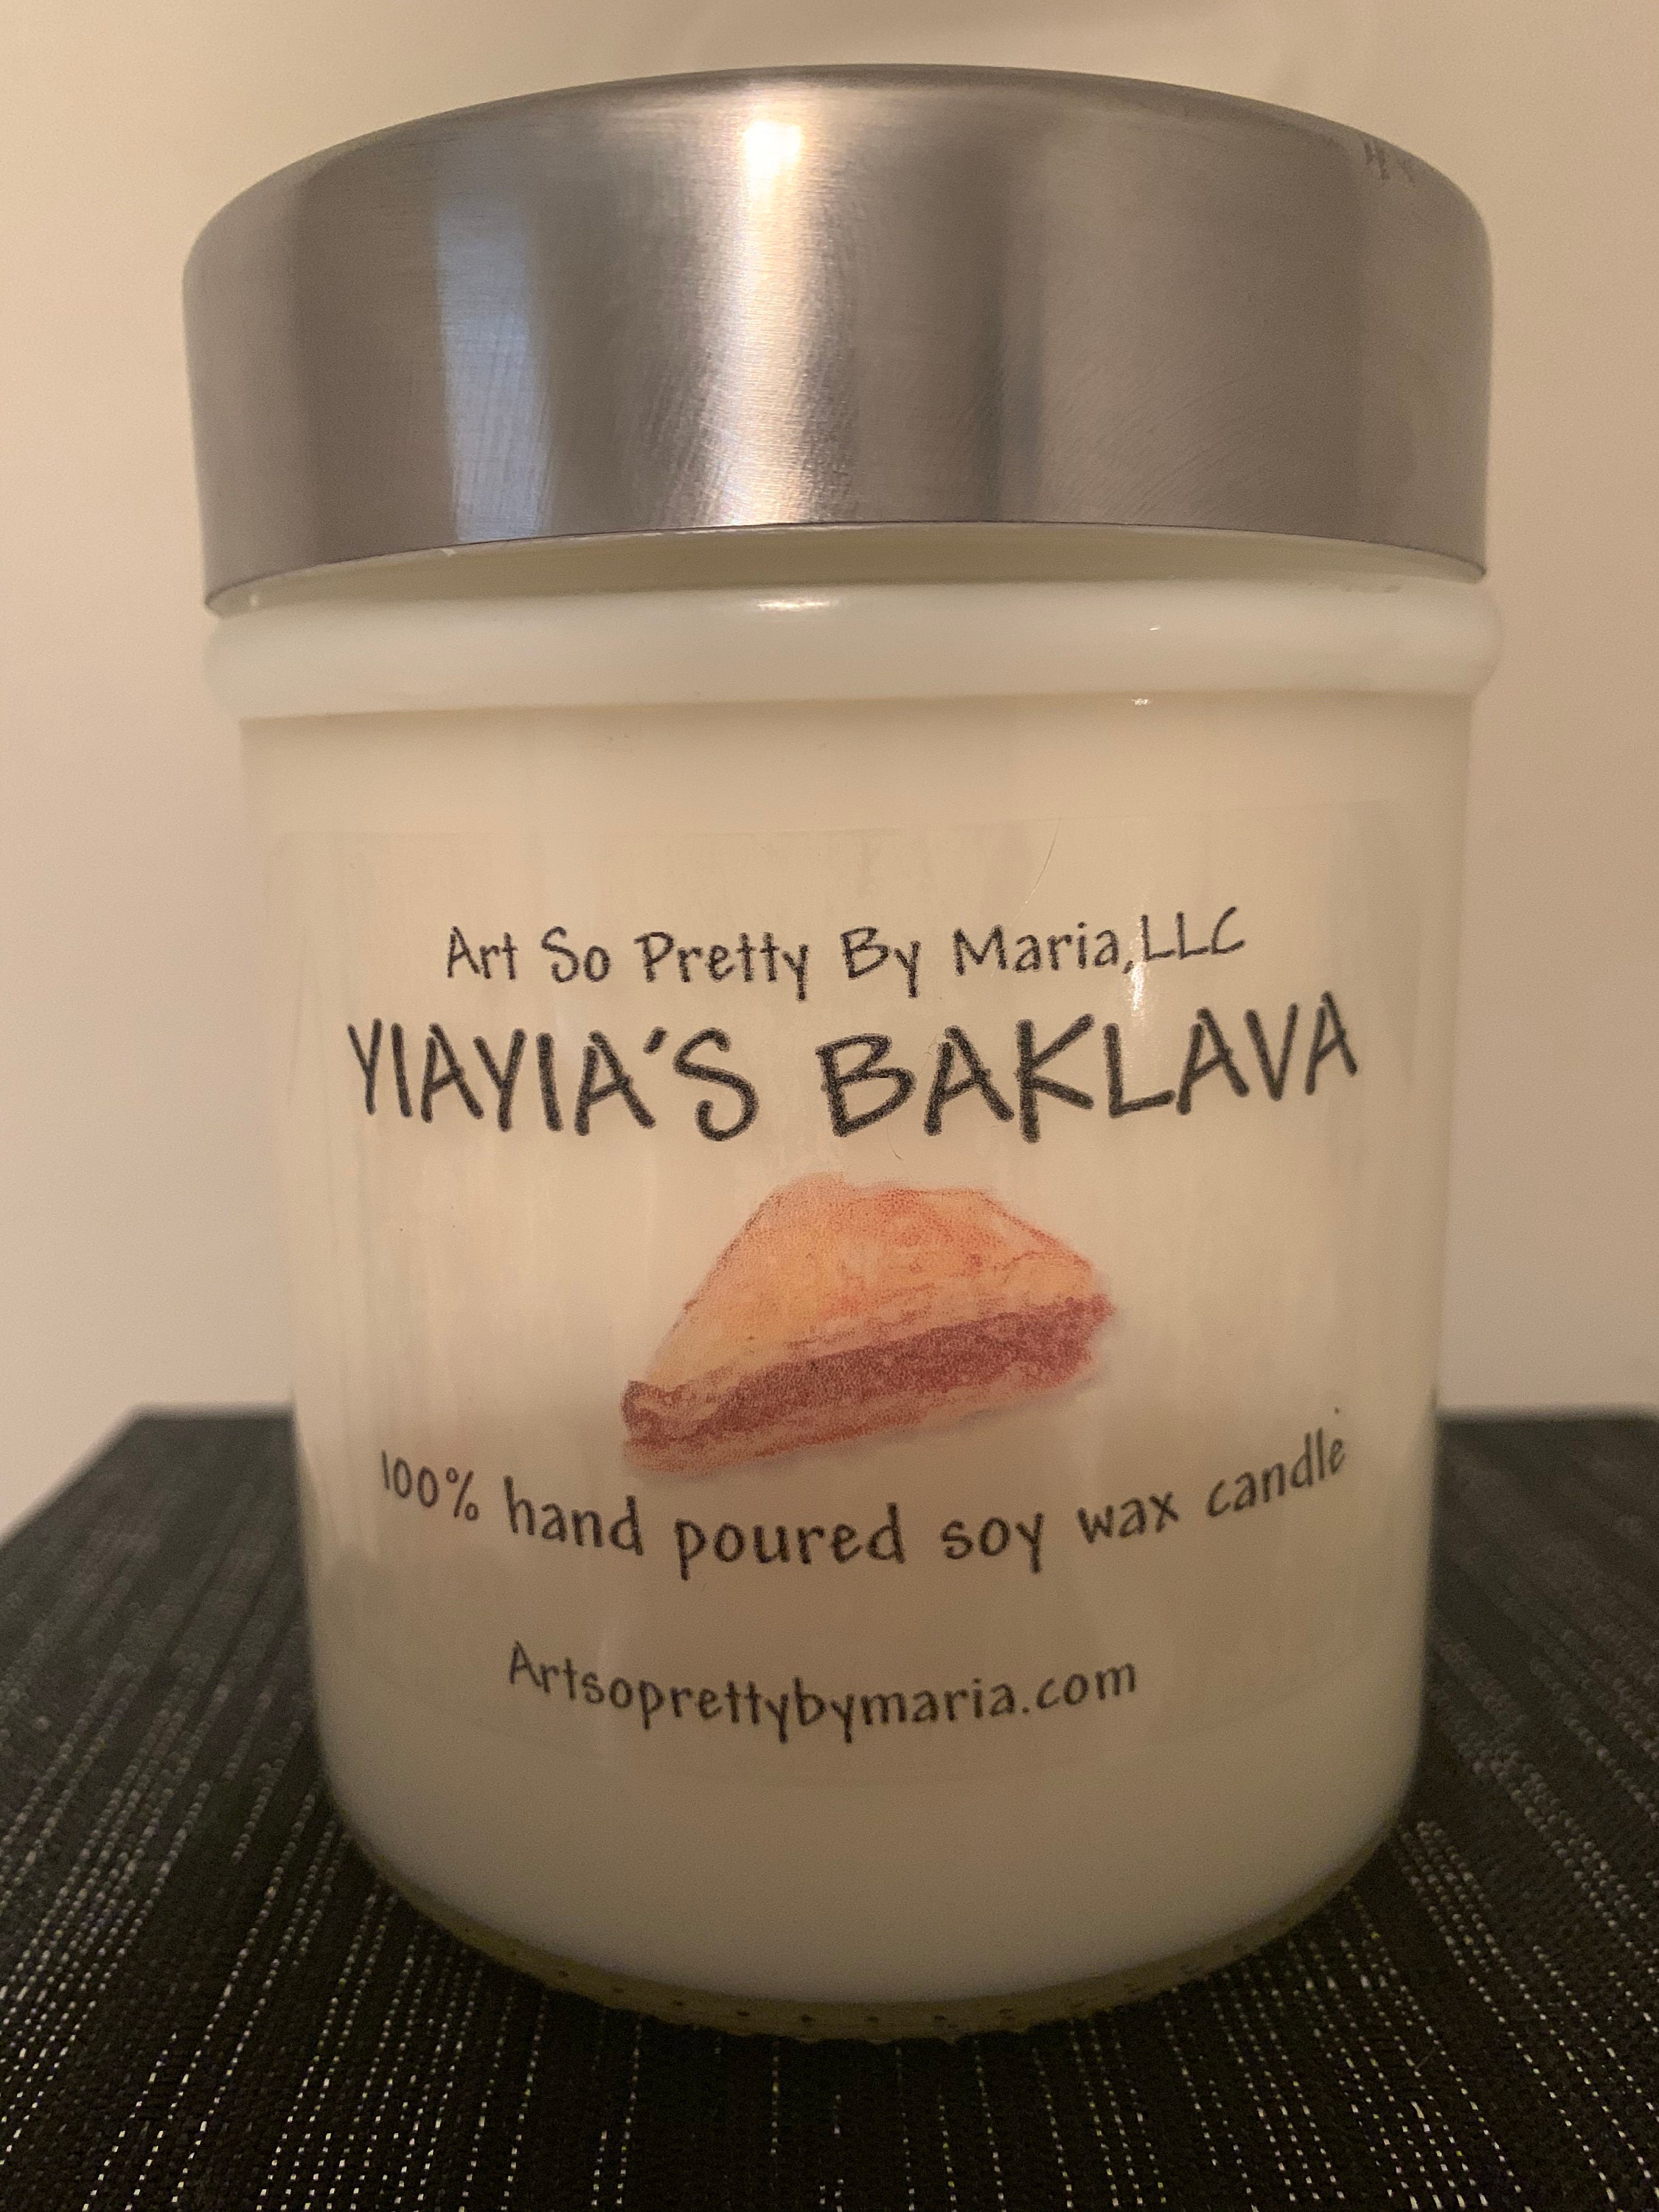 Art So Pretty By Maria,LLC
YIAYIA'S BAKLAVA
100% hand poured soy wax candle
Artsoprettybymaria.com